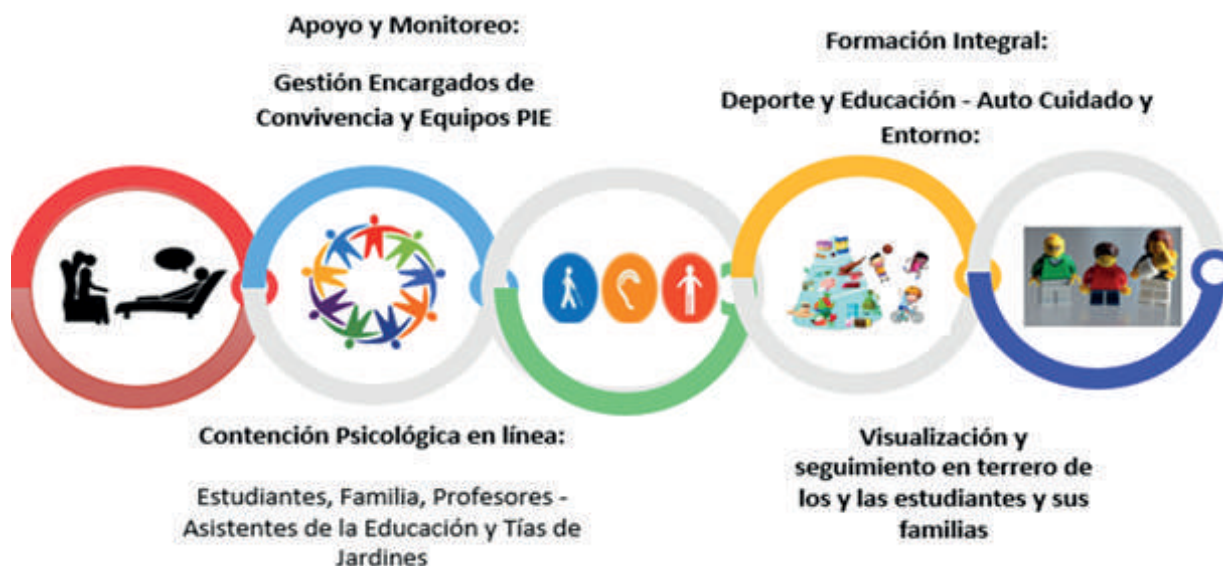 Apoyo y Monitoreo:
Gestión Encargados de
Convivencia y Equipos PIE
Formación Integral:
Deporte y Educación - Auto Cuidado y
Entorno:
Contención Psicológica en línea:
Estudiantes, Familia, Profesores -
Asistentes de la Educación y Tías de
Jardines
Visualización y
seguimiento en terrero de
los y las estudiantes y sus
familias